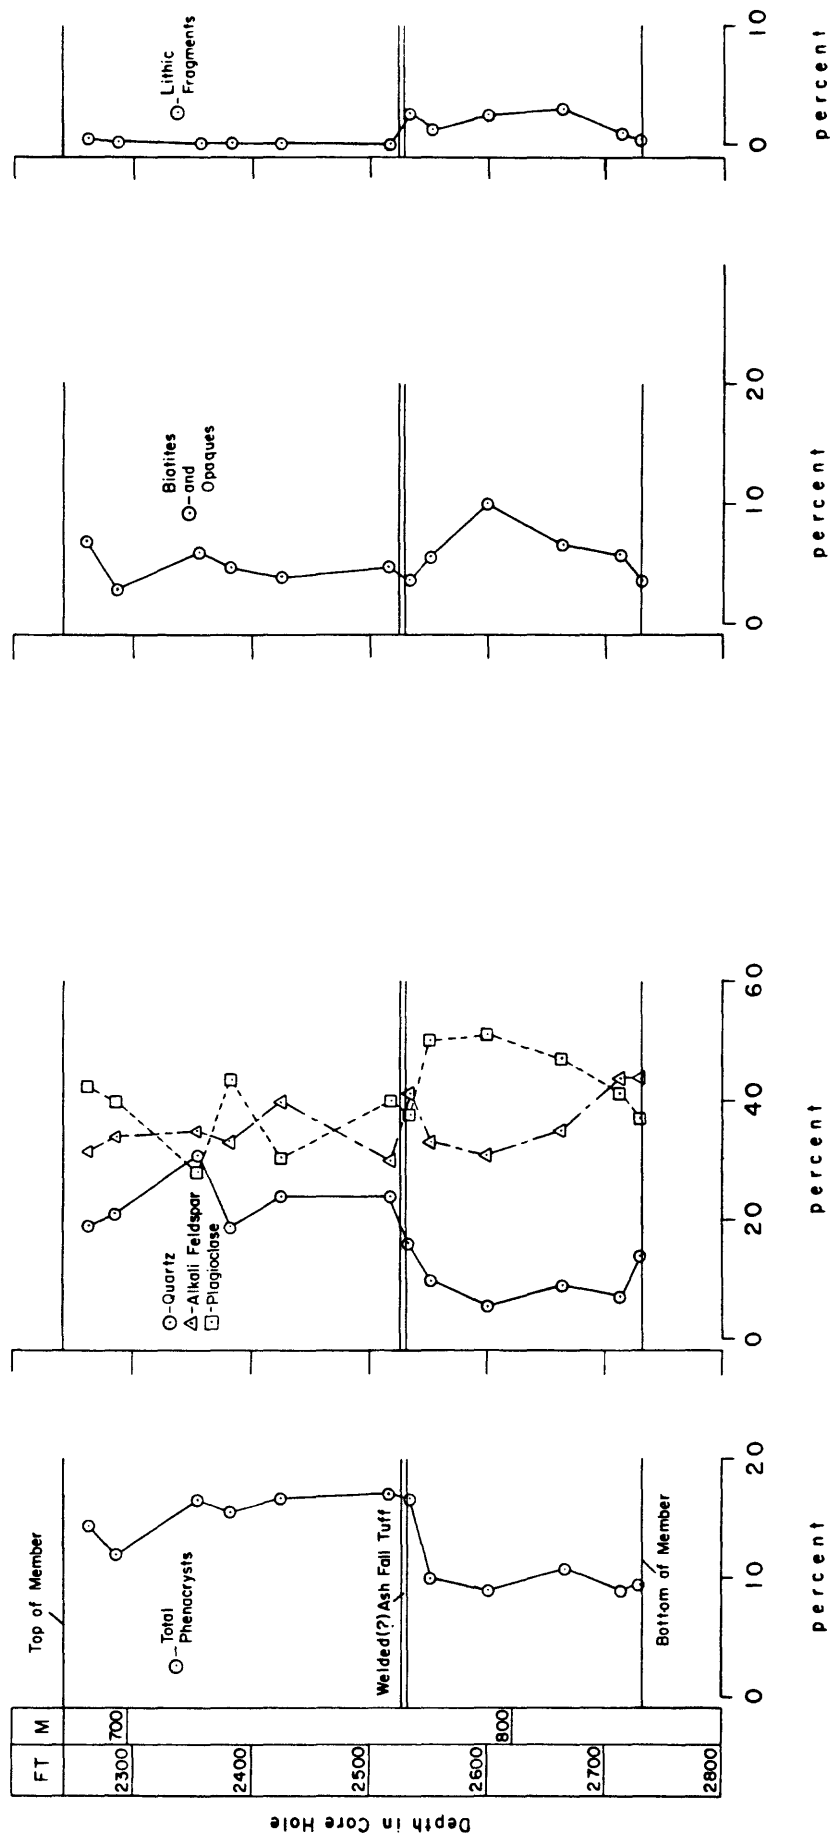 Depth in Core Hole
FT
M
2300
2400
2500
2600
2700
2800
700
800
Top of Member
Welded(?) Ash Fall Tuff
Bottom of Member
Total
Phenocrysts
0
10
20
percent
Quartz
Alkali Feldspar
Plagioclase
0
20
40
60
percent
Biotites
and
Opaques
0
10
20
percent
Lithic
Fragments
0
10
percent